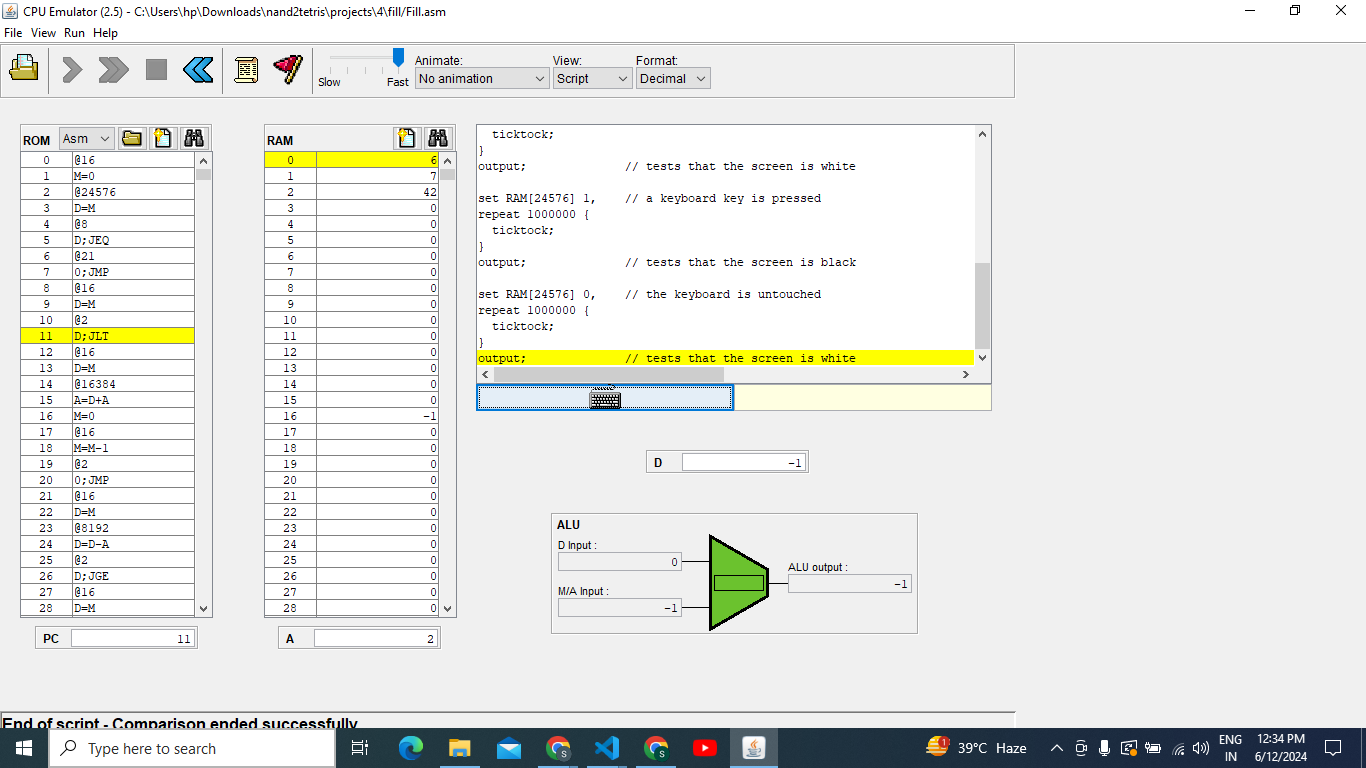 CPU Emulator (2.5) - C:\Users\hp\Downloads\nand2tetris\projects\4\fill/Fill.asm
File View Run Help
Slow Fast
Animate: View: Format:
No animation Script Decimal
ROM Asm
0 @16
1 M=0
2 @24576
3 D=M
4 @8
5 D;JEQ
6 @21
7 0;JMP
8 @16
9 D=M
10 @2
11 D;JLT
12 @16
13 D=M
14 @16384
15 A=D+A
16 M=0
17 @16
18 M=M-1
19 @2
20 0;JMP
21 @16
22 D=M
23 @8192
24 D=D-A
25 @2
26 D;JGE
27 @16
28 D=M
PC 11
RAM
0 6
1 7
2 42
3 0
4 0
5 0
6 0
7 0
8 0
9 0
10 0
11 0
12 0
13 0
14 0
15 0
16 -1
17 0
18 0
19 0
20 0
21 0
22 0
23 0
24 0
25 0
26 0
27 0
28 0
A 2
ticktock;
}
output; // tests that the screen is white
set RAM[24576] 1, // a keyboard key is pressed
repeat 1000000 {
ticktock;
}
output; // tests that the screen is black
set RAM[24576] 0, // the keyboard is untouched
repeat 1000000 {
ticktock;
}
output; // tests that the screen is white
D -1
ALU
D Input :
0
M/A Input :
-1
ALU output :
-1
End of script - Comparison ended successfully
Type here to search
1
39°C Haze
ENG
IN
12:34 PM
6/12/2024